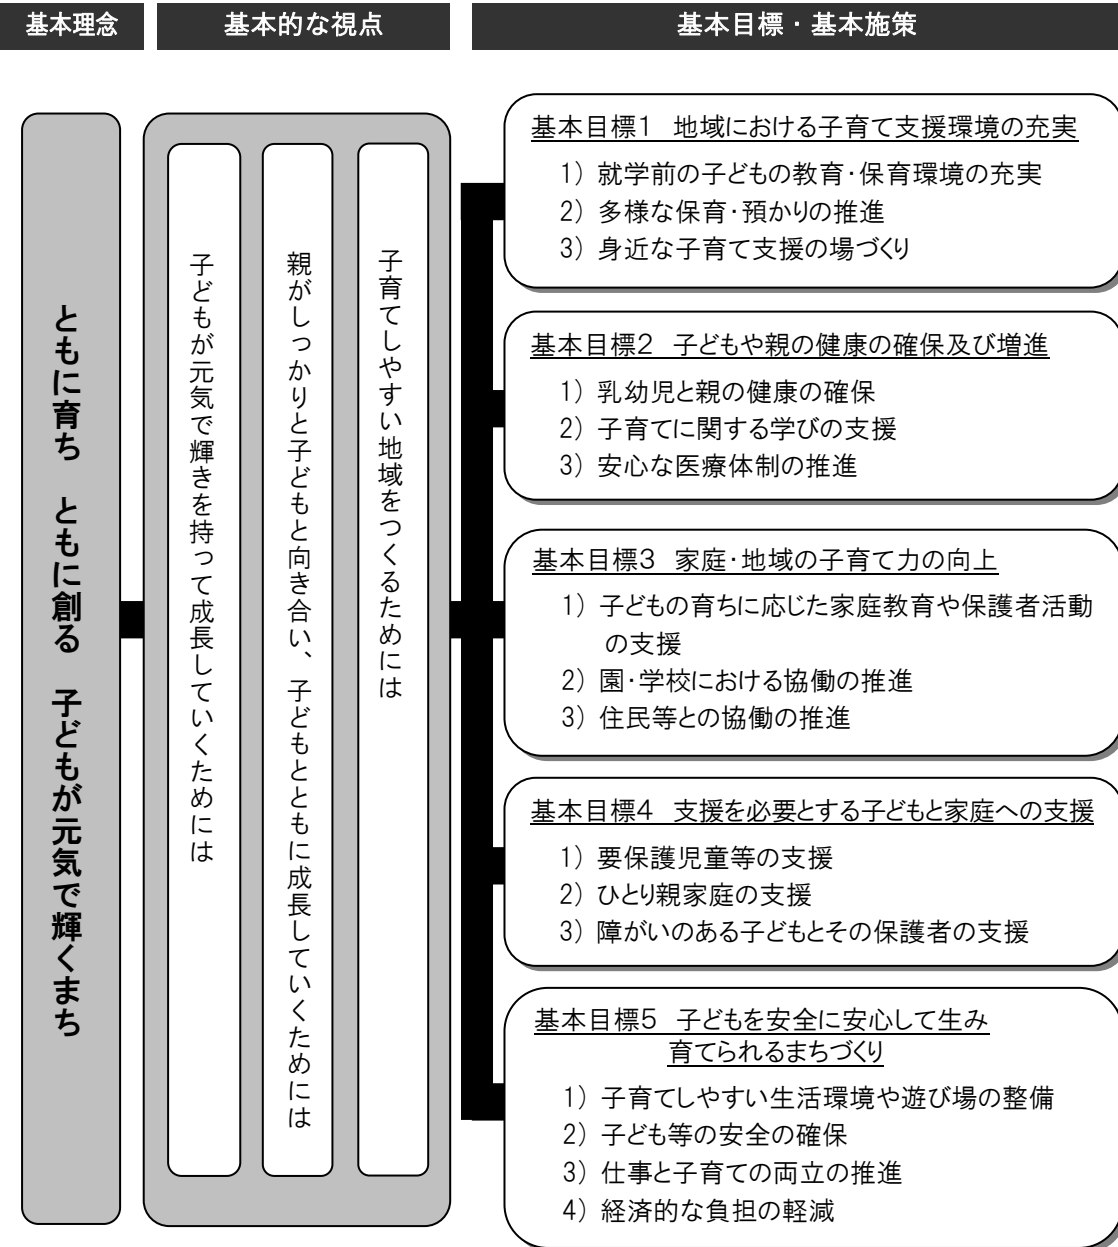 基本理念
基本的な視点
基本目標・基本施策
ともに育ち　ともに創る　子どもが元気で輝くまち
子どもが元気で輝きを持って成長していくためには
親がしっかりと子どもと向き合い、子どもとともに成長していくためには
子育てしやすい地域をつくるためには
基本目標1　地域における子育て支援環境の充実
1）就学前の子どもの教育・保育環境の充実
2）多様な保育・預かりの推進
3）身近な子育て支援の場づくり
基本目標2　子どもや親の健康の確保及び増進
1）乳幼児と親の健康の確保
2）子育てに関する学びの支援
3）安心な医療体制の推進
基本目標3　家庭・地域の子育て力の向上
1）子どもの育ちに応じた家庭教育や保護者活動
の支援
2）園・学校における協働の推進
3）住民等との協働の推進
基本目標4　支援を必要とする子どもと家庭への支援
1）要保護児童等の支援
2）ひとり親家庭の支援
3）障がいのある子どもとその保護者の支援
基本目標5　子どもを安全に安心して生み
育てられるまちづくり
1）子育てしやすい生活環境や遊び場の整備
2）子ども等の安全の確保
3）仕事と子育ての両立の推進
4）経済的な負担の軽減